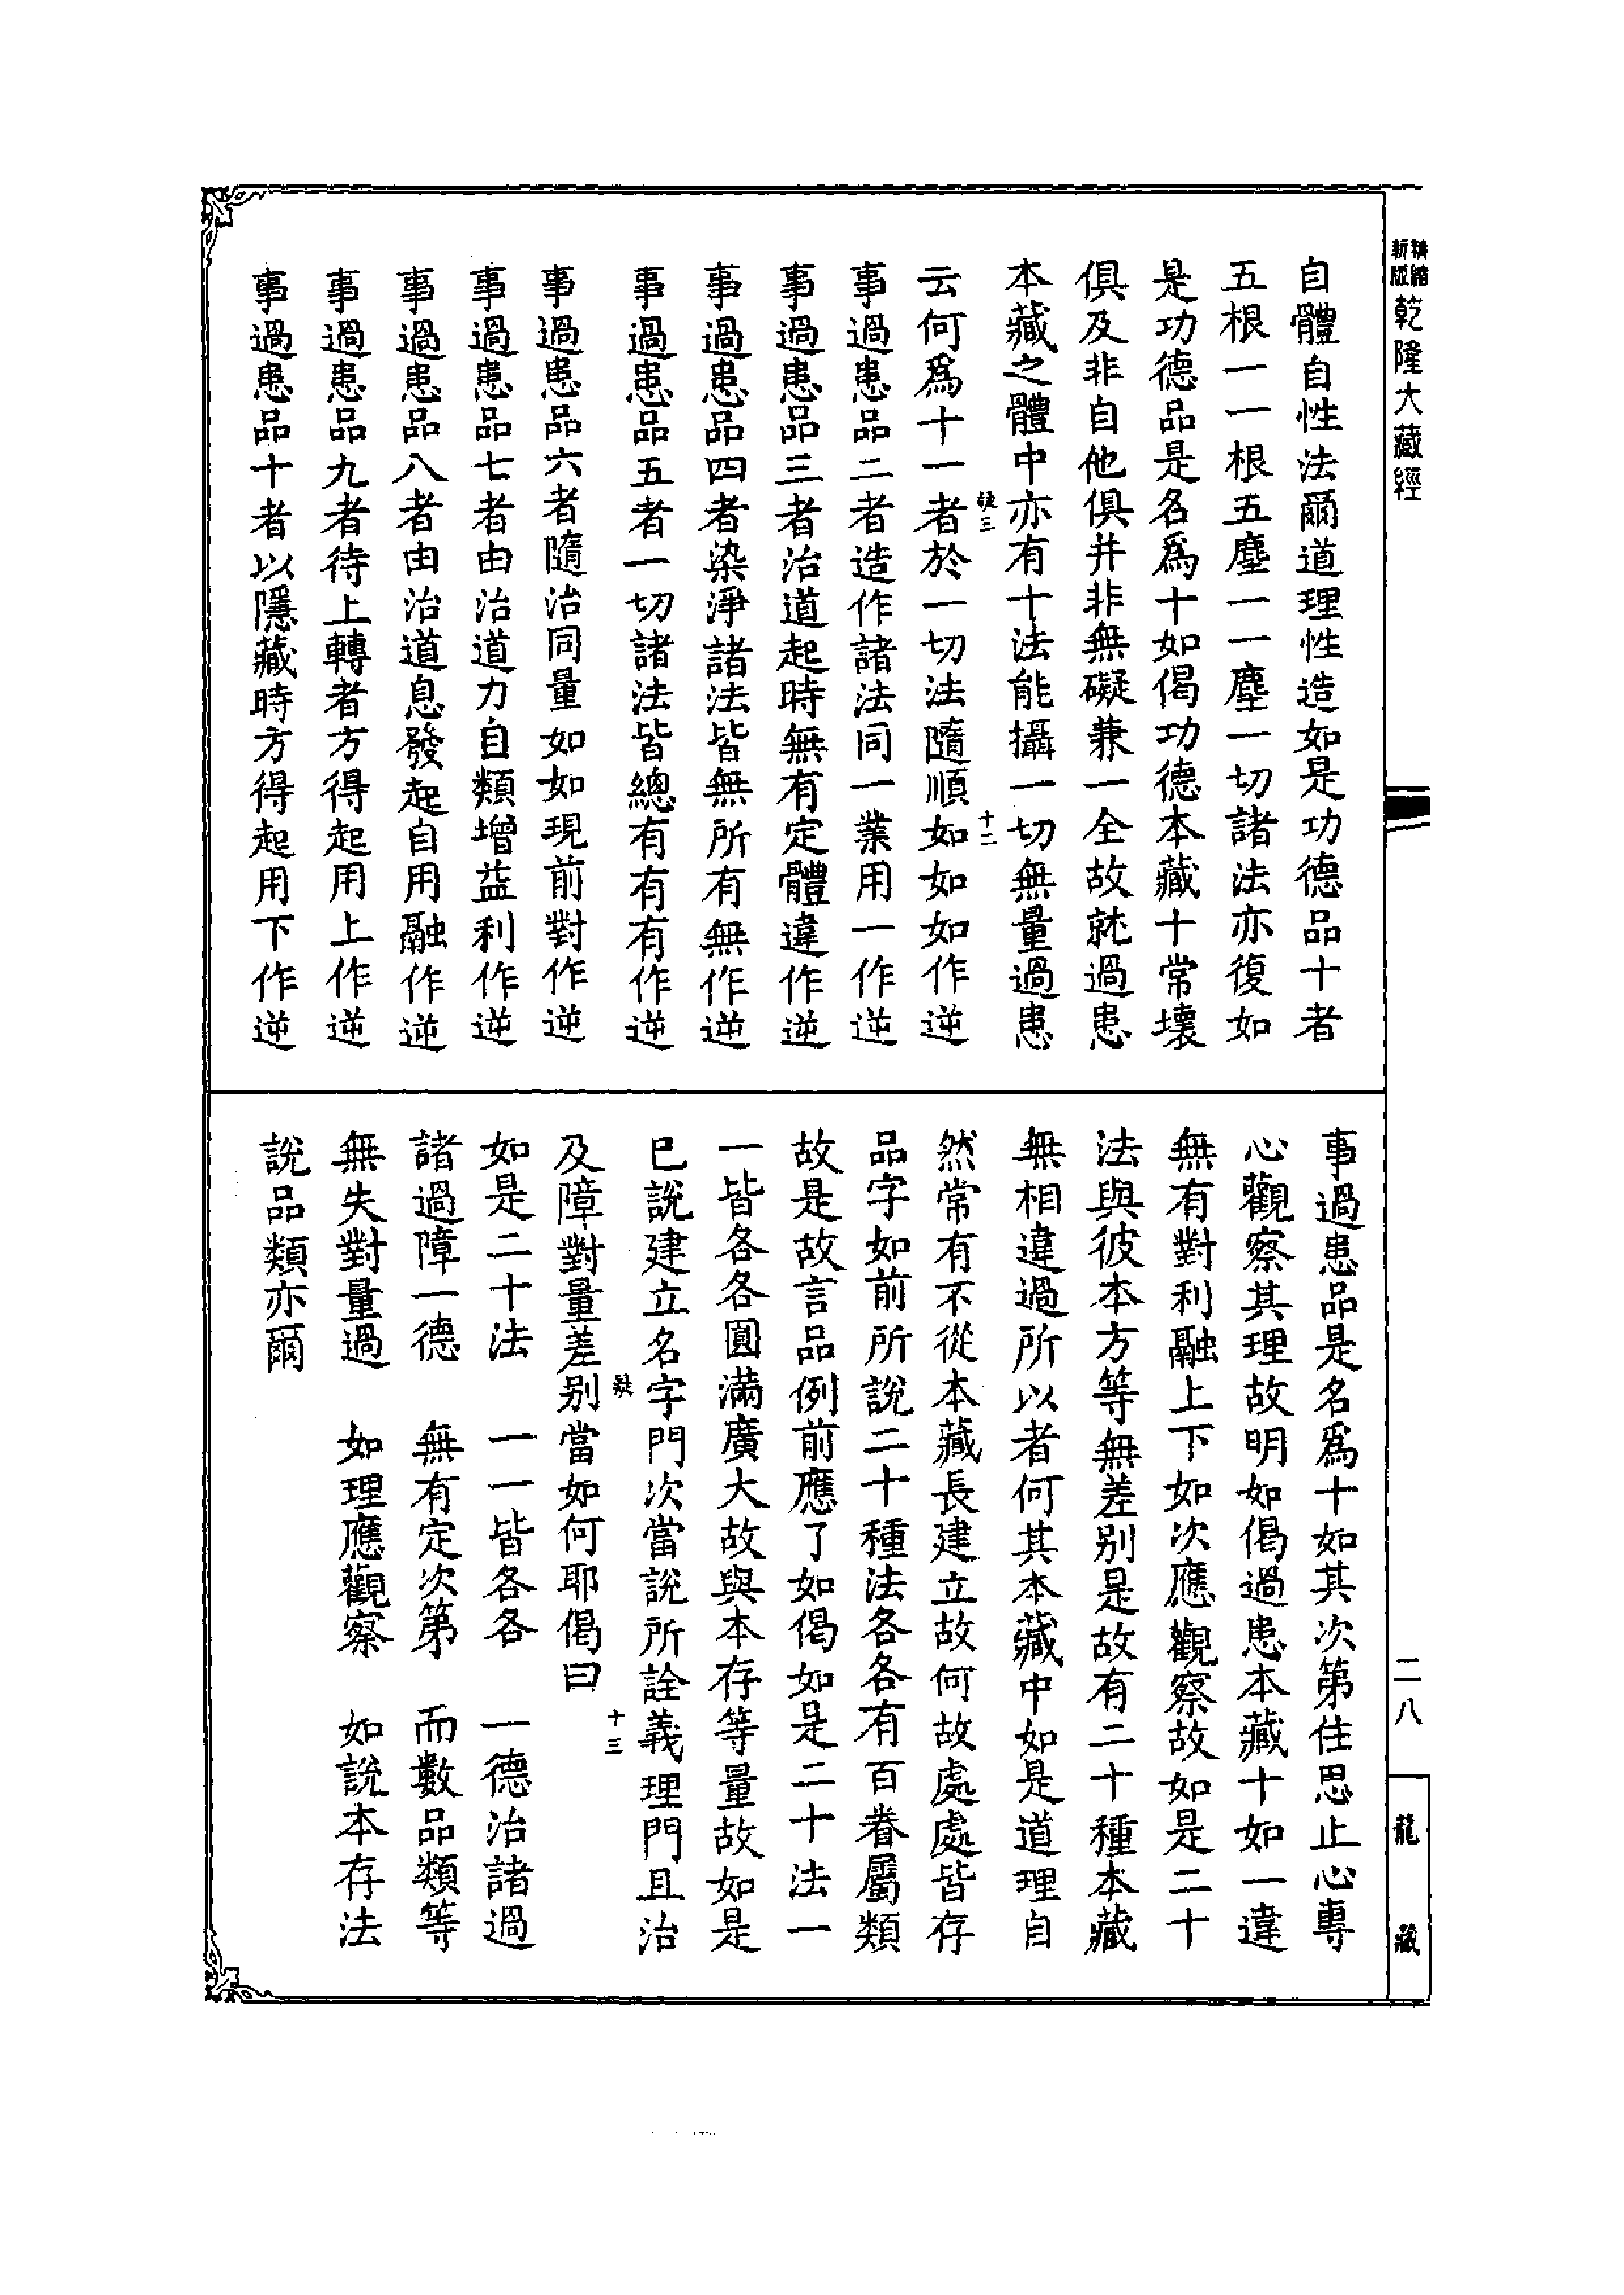 精縮
新版
乾隆大藏經
二八
龍藏
自體自性法爾道理性造如是功德品十者
五根一一根五塵一一塵一切諸法亦復如
是功德品是名爲十如偈功德本藏十常壞
俱及非自他俱并非無礙兼一全故就過患
本藏之體中亦有十法能攝一切無量過患
云何爲十一者於一切法隨順如如如作逆
事過患品二者造作諸法同一業用一作逆
事過患品三者治道起時無有定體違作逆
事過患品四者染淨諸法皆無所有無作逆
事過患品五者一切諸法皆總有有有作逆
事過患品六者隨治同量如如現前對作逆
事過患品七者由治道力自類增益利作逆
事過患品八者由治道息發起自用融作逆
事過患品九者待上轉者方得起用上作逆
事過患品十者以隱藏時方得起用下作逆
事過患品是名爲十如其次第住思止心專
心觀察其理故明如偈過患本藏十如一違
無有對利融上下如次應觀察故如是二十
法與彼本方等無差别是故有二十種本藏
無相違過所以者何其本藏中如是道理自
然常有不從本藏長建立故何故處處皆存
品字如前所說二十種法各各有百眷屬類
故是故言品例前應了如偈如是二十法一
一皆各各圓滿廣大故與本存等量故如是
已說建立名字門次當說所詮義理門且治
及障對量差别當如何耶偈曰
如是二十法　一一皆各各　一德治諸過
諸過障一德　無有定次第　而數品類等
無失對量過　如理應觀察　如說本存法
說品類亦爾
十二
十三